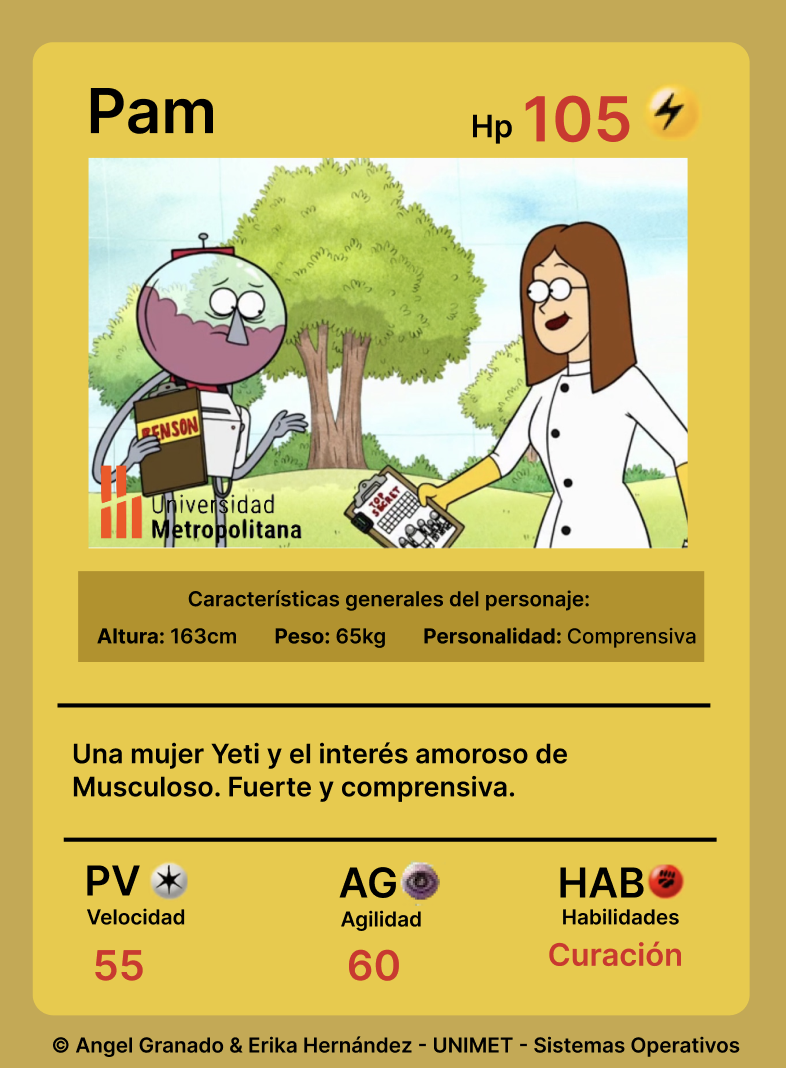 Pam
Hp 105
BENSON
TOP
SECRET
Universidad
Metropolitana
Características generales del personaje:
Altura: 163cm Peso: 65kg Personalidad: Comprensiva
Una mujer Yeti y el interés amoroso de
Musculoso. Fuerte y comprensiva.
PV AG HAB
Velocidad Agilidad Habilidades
55 60 Curación
© Angel Granado & Erika Hernández - UNIMET - Sistemas Operativos